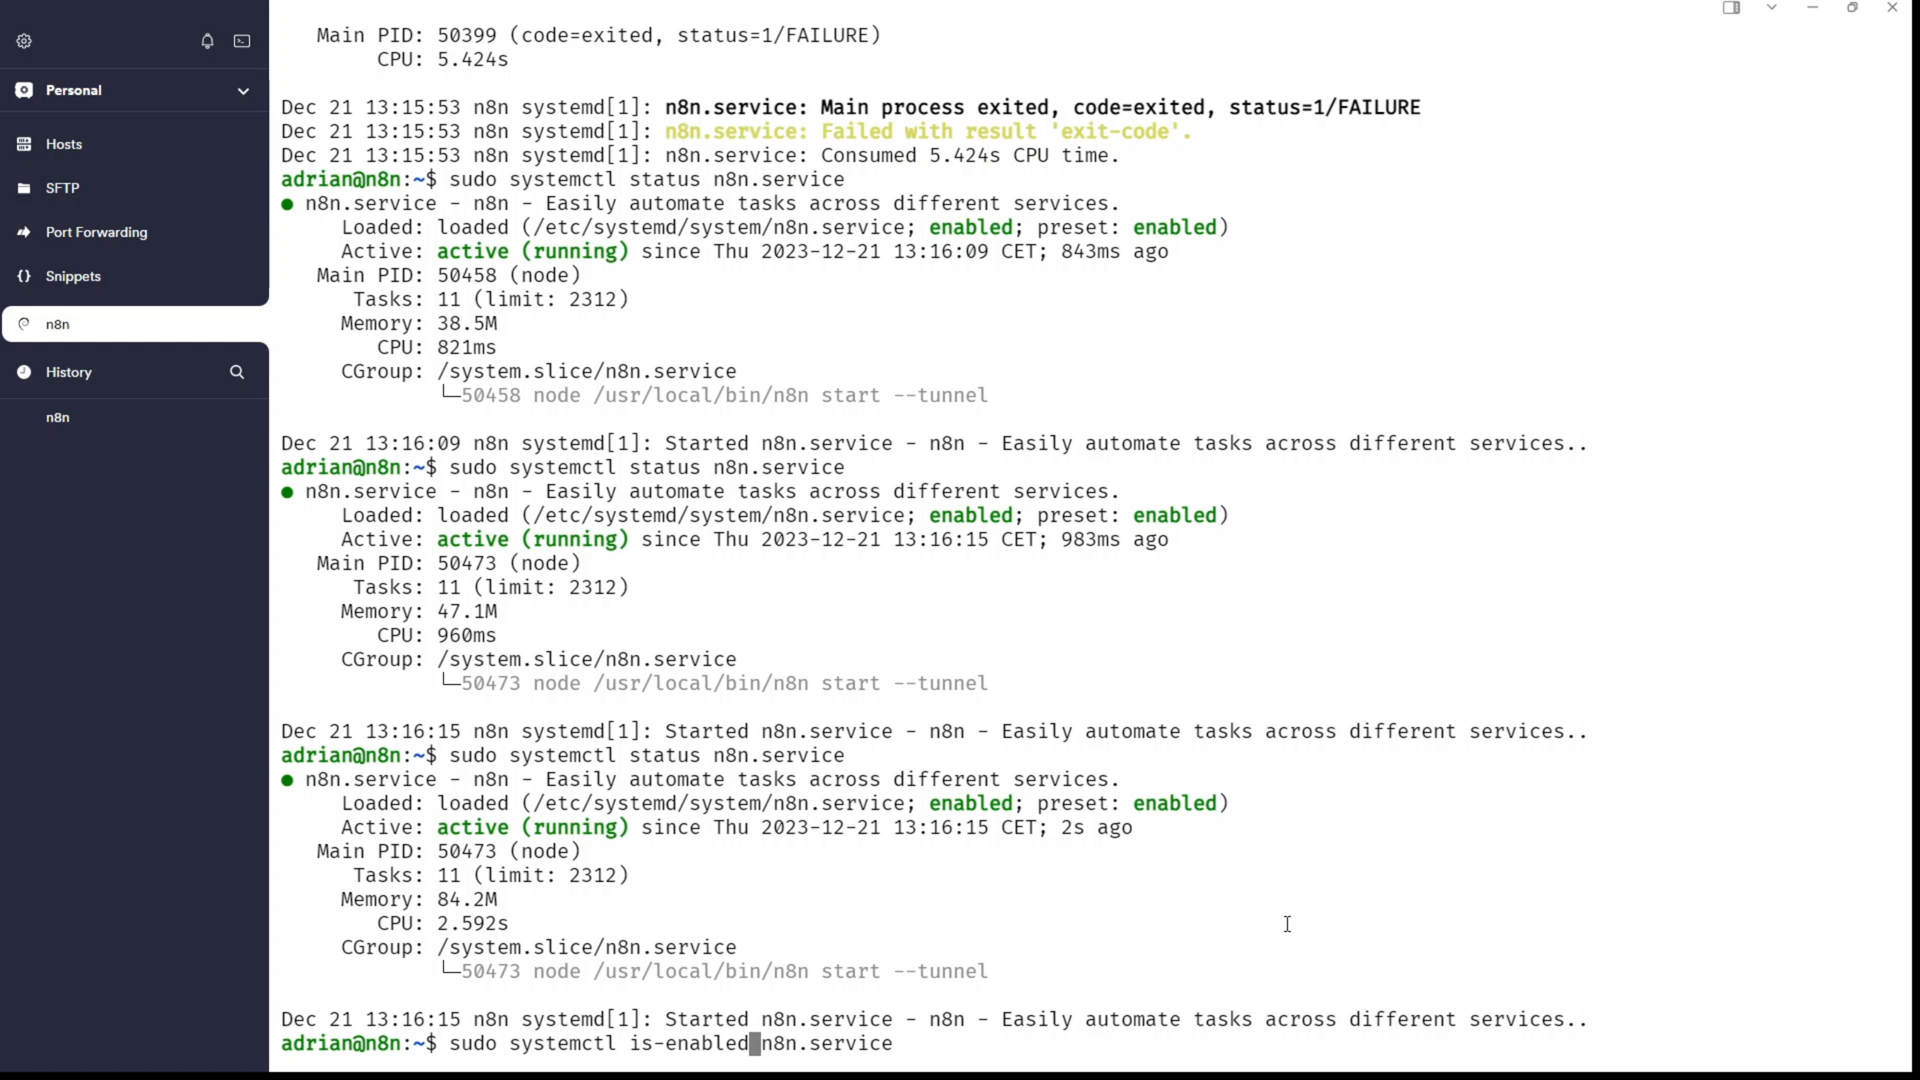 Personal
Hosts
SFTP
Port Forwarding
Snippets
n8n
History
n8n
Main PID: 50399 (code=exited, status=1/FAILURE)
CPU: 5.424s
Dec 21 13:15:53 n8n systemd[1]: n8n.service: Main process exited, code=exited, status=1/FAILURE
Dec 21 13:15:53 n8n systemd[1]: n8n.service: Failed with result 'exit-code'.
Dec 21 13:15:53 n8n systemd[1]: n8n.service: Consumed 5.424s CPU time.
adrian@n8n:~$ sudo systemctl status n8n.service
● n8n.service - n8n - Easily automate tasks across different services.
Loaded: loaded (/etc/systemd/system/n8n.service; enabled; preset: enabled)
Active: active (running) since Thu 2023-12-21 13:16:09 CET; 843ms ago
Main PID: 50458 (node)
Tasks: 11 (limit: 2312)
Memory: 38.5M
CPU: 821ms
CGroup: /system.slice/n8n.service
└─50458 node /usr/local/bin/n8n start --tunnel
Dec 21 13:16:09 n8n systemd[1]: Started n8n.service - n8n - Easily automate tasks across different services..
adrian@n8n:~$ sudo systemctl status n8n.service
● n8n.service - n8n - Easily automate tasks across different services.
Loaded: loaded (/etc/systemd/system/n8n.service; enabled; preset: enabled)
Active: active (running) since Thu 2023-12-21 13:16:15 CET; 983ms ago
Main PID: 50473 (node)
Tasks: 11 (limit: 2312)
Memory: 47.1M
CPU: 960ms
CGroup: /system.slice/n8n.service
└─50473 node /usr/local/bin/n8n start --tunnel
Dec 21 13:16:15 n8n systemd[1]: Started n8n.service - n8n - Easily automate tasks across different services..
adrian@n8n:~$ sudo systemctl status n8n.service
● n8n.service - n8n - Easily automate tasks across different services.
Loaded: loaded (/etc/systemd/system/n8n.service; enabled; preset: enabled)
Active: active (running) since Thu 2023-12-21 13:16:15 CET; 2s ago
Main PID: 50473 (node)
Tasks: 11 (limit: 2312)
Memory: 84.2M
CPU: 2.592s
CGroup: /system.slice/n8n.service
└─50473 node /usr/local/bin/n8n start --tunnel
Dec 21 13:16:15 n8n systemd[1]: Started n8n.service - n8n - Easily automate tasks across different services..
adrian@n8n:~$ sudo systemctl is-enabled n8n.service